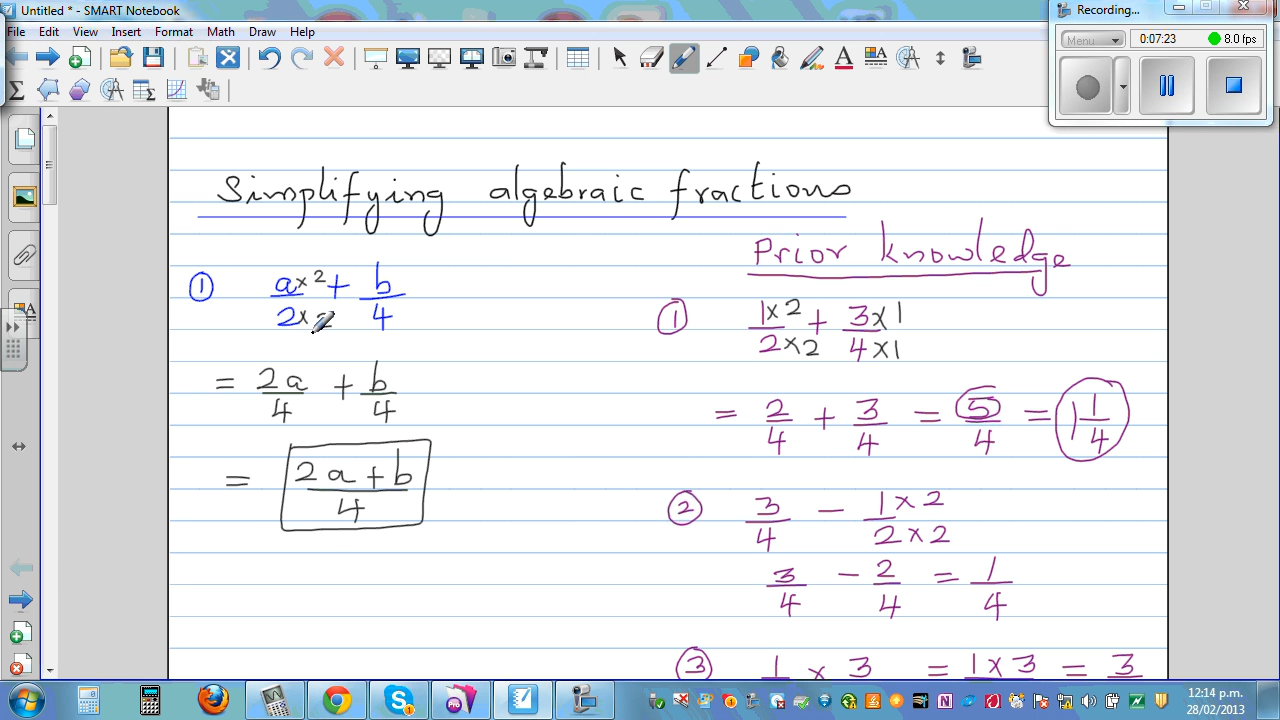 Untitled * - SMART Notebook
File Edit View Insert Format Math Draw Help
Recording...
Menu
0:07:23
8.0 fps
Simplifying algebraic fractions
Prior knowledge
① a×2/2×2 + b/4
= 2a/4 + b/4
= 2a+b/4
① 1×2/2×2 + 3×1/4×1
= 2/4 + 3/4 = 5/4 = 1 1/4
② 3/4 - 1×2/2×2
3/4 - 2/4 = 1/4
③ 1 × 3 = 1×3 = 3
12:14 p.m.
28/02/2013